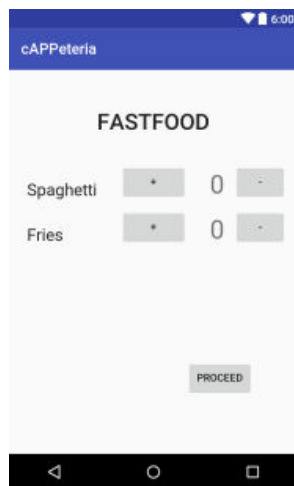 6:00
cAPPeteria
FASTFOOD
Spaghetti + 0 -
Fries + 0 -
PROCEED